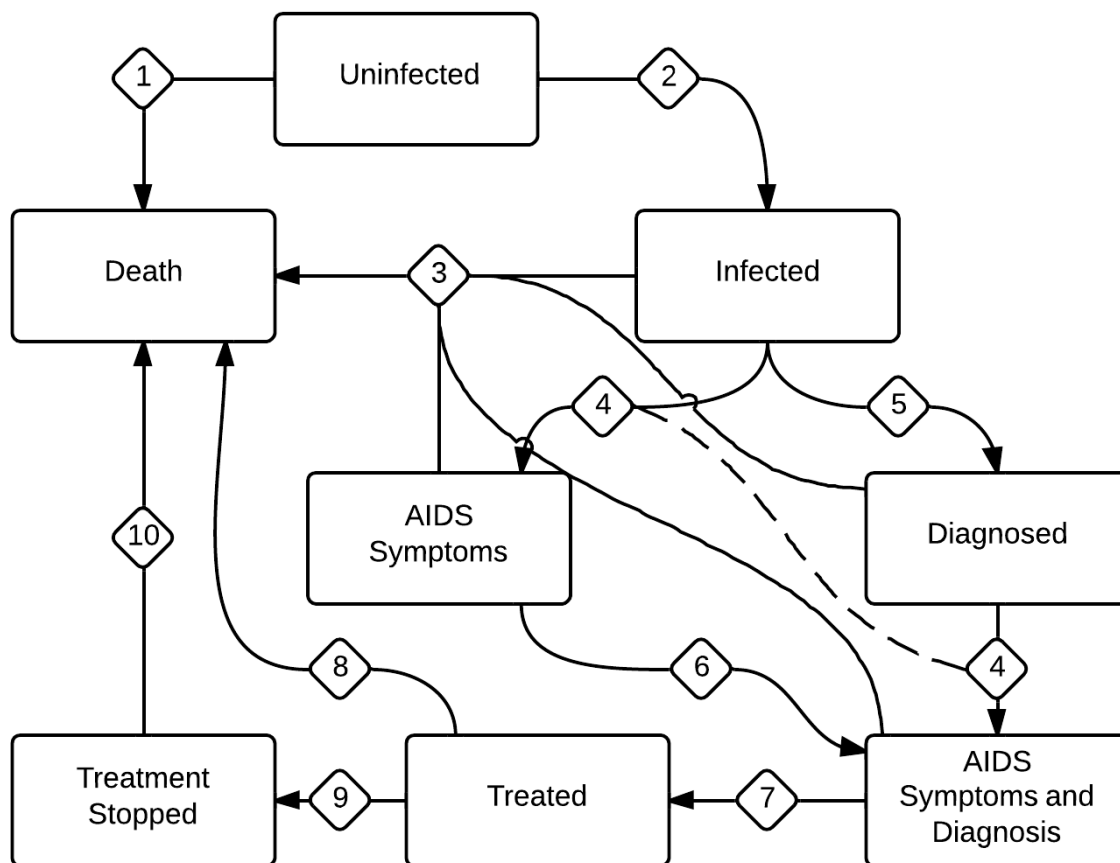 1
Uninfected
2
Death
3
Infected
4
5
AIDS
Symptoms
Diagnosed
10
8
6
4
Treatment
Stopped
9
Treated
7
AIDS
Symptoms and
Diagnosis